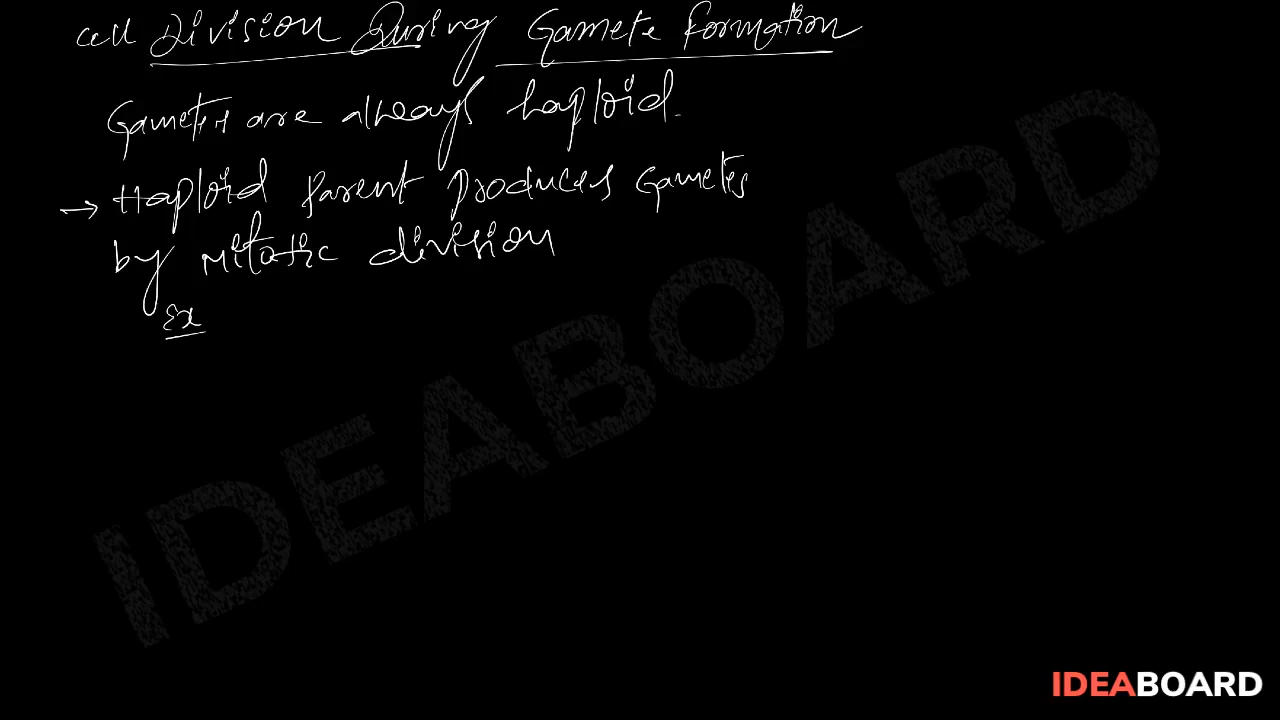 cell Division During Gamete Formation
Gametes are always haploid.
→ Haploid parent produces Gametes
by mitotic division
Ex
IDEABOARD
IDEABOARD